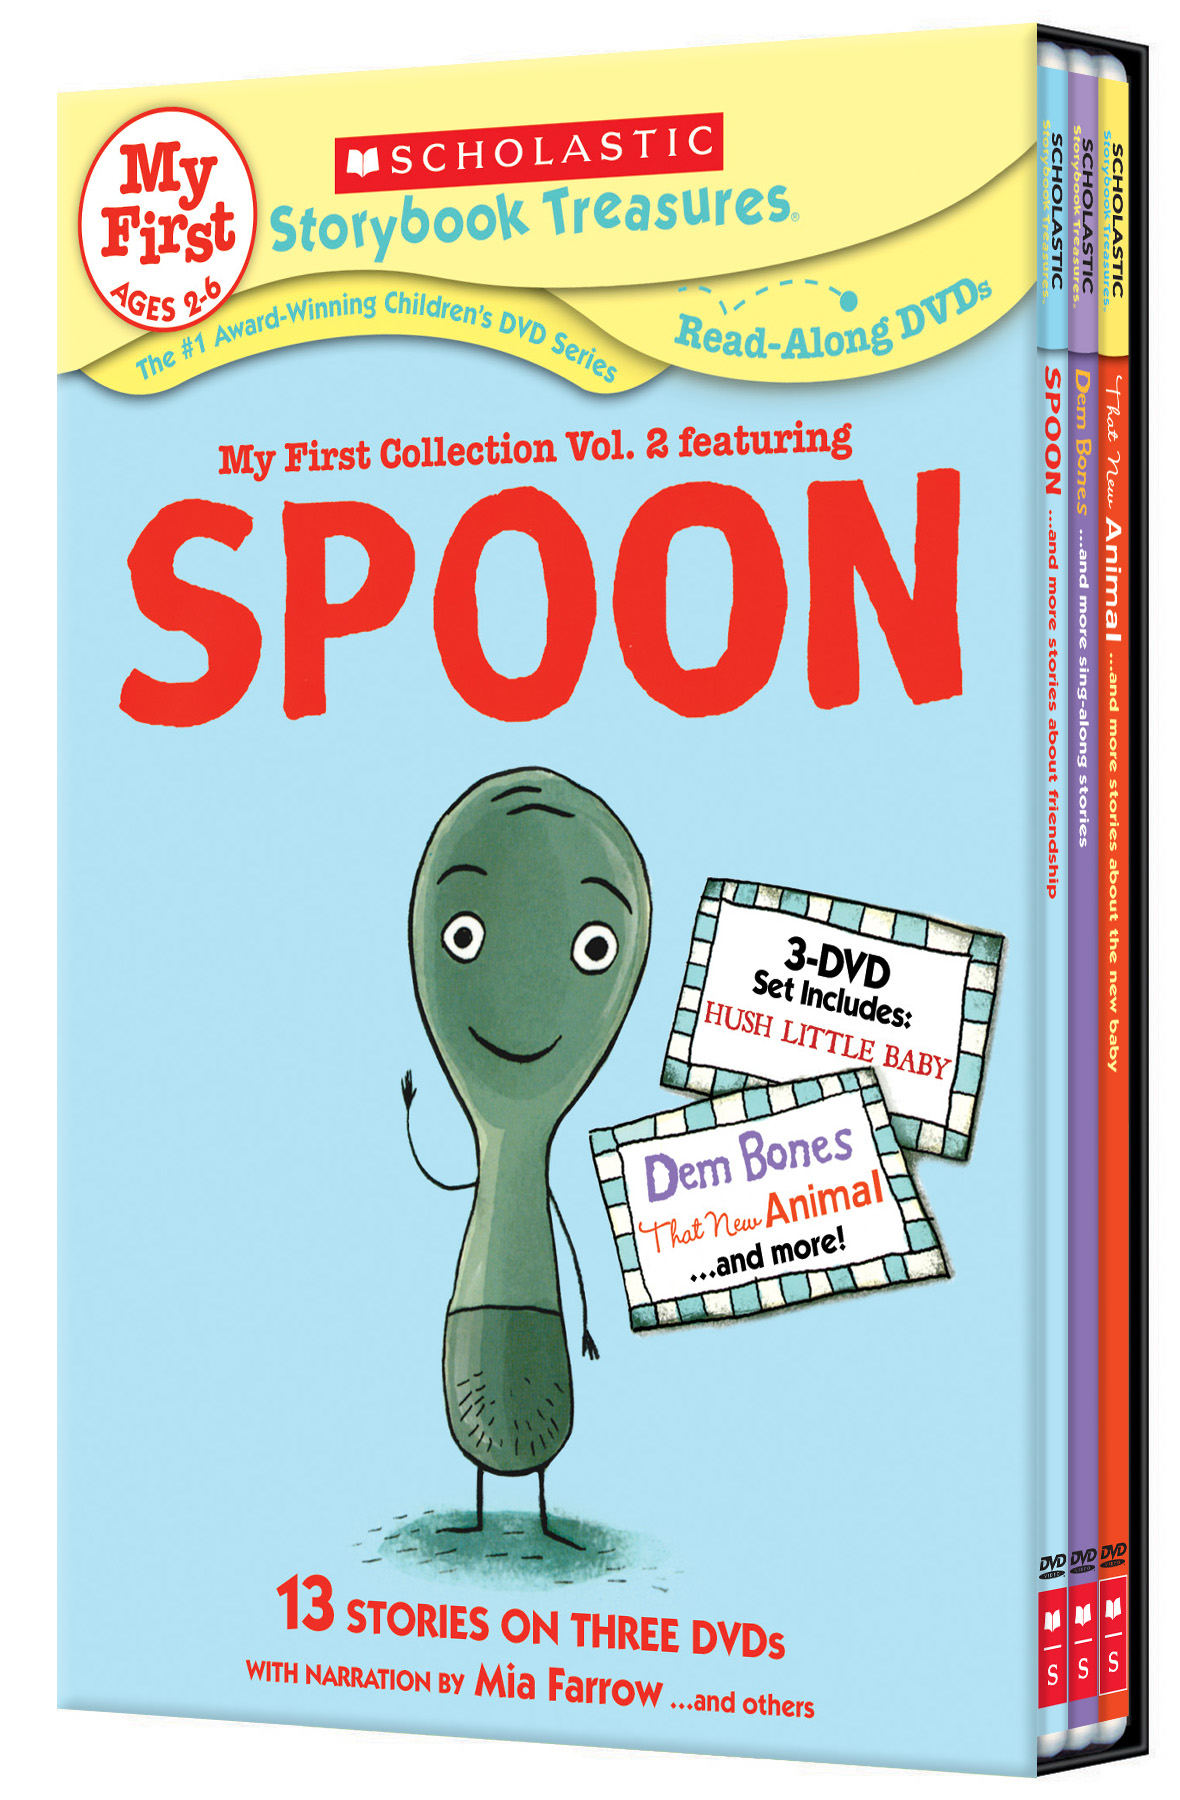 My
First
AGES 2-6
SCHOLASTIC
Storybook Treasures®
The #1 Award-Winning Children's DVD Series
Read-Along DVDs
My First Collection Vol. 2 featuring
SPOON
3-DVD
Set Includes:
HUSH LITTLE BABY
Dem Bones
That New Animal
...and more!
13 STORIES ON THREE DVDs
WITH NARRATION BY Mia Farrow ...and others
SCHOLASTIC
Storybook Treasures
SPOON ...and more stories about friendship
DVD
VIDEO
S
SCHOLASTIC
Storybook Treasures
Dem Bones ...and more sing-along stories
DVD
VIDEO
S
SCHOLASTIC
Storybook Treasures
That New Animal ...and more stories about the new baby
DVD
VIDEO
S